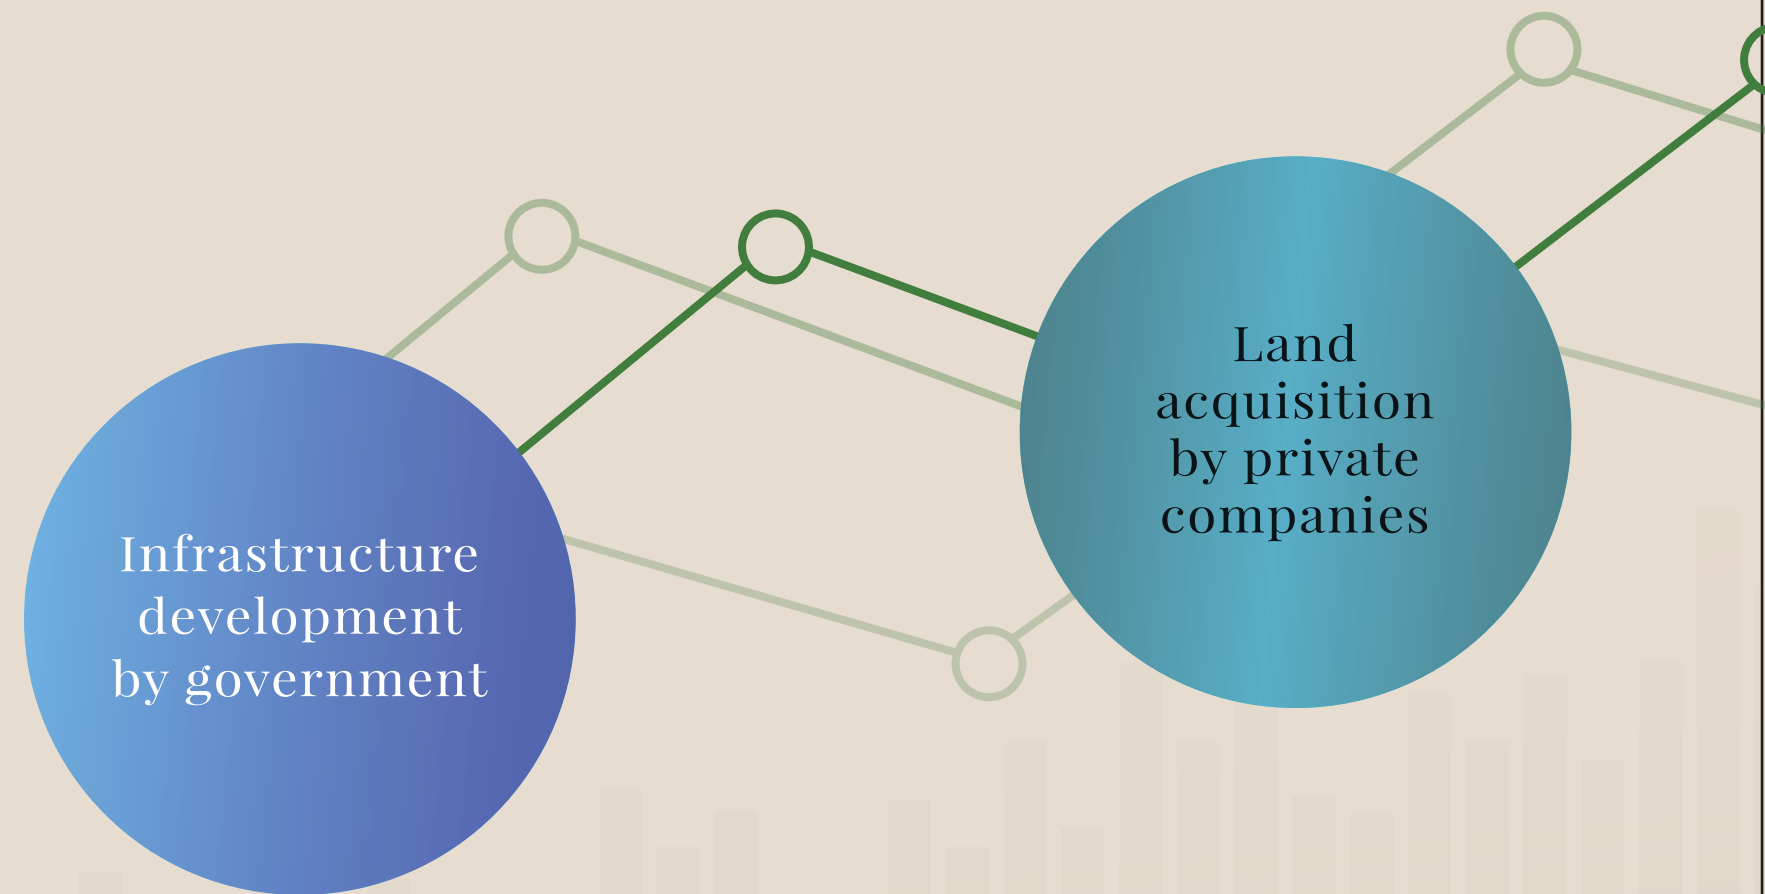 Infrastructure
development
by government
Land
acquisition
by private
companies